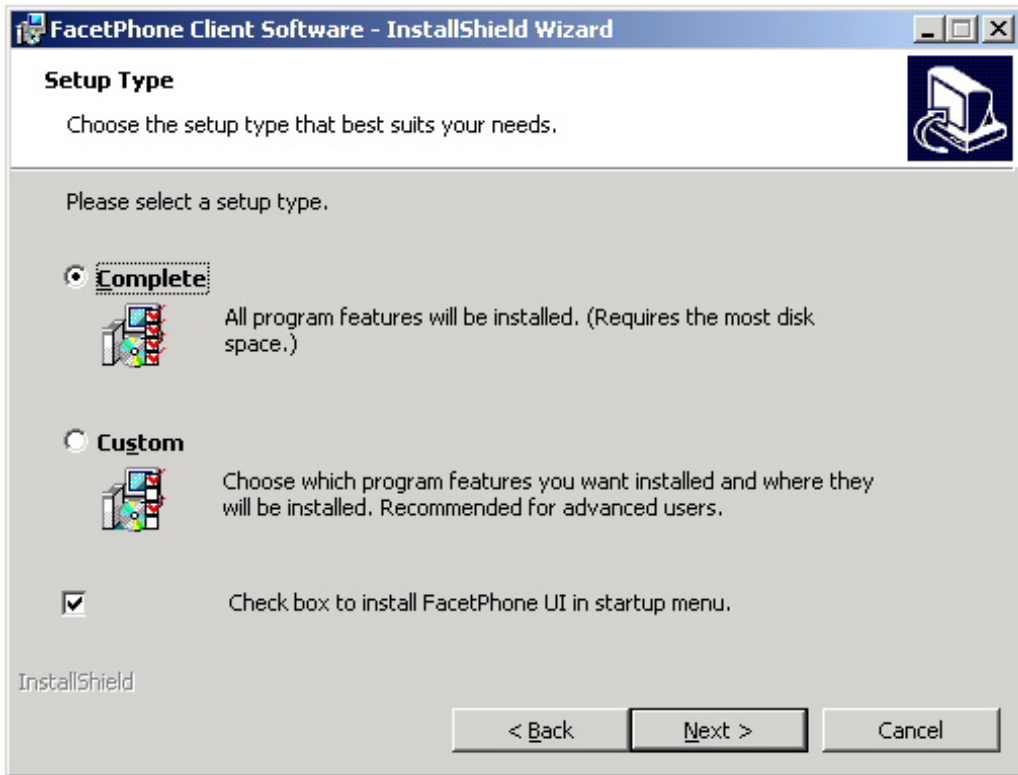 FacetPhone Client Software - InstallShield Wizard
Setup Type
Choose the setup type that best suits your needs.
Please select a setup type.
Complete
All program features will be installed. (Requires the most disk
space.)
Custom
Choose which program features you want installed and where they
will be installed. Recommended for advanced users.
Check box to install FacetPhone UI in startup menu.
InstallShield
< Back Next > Cancel